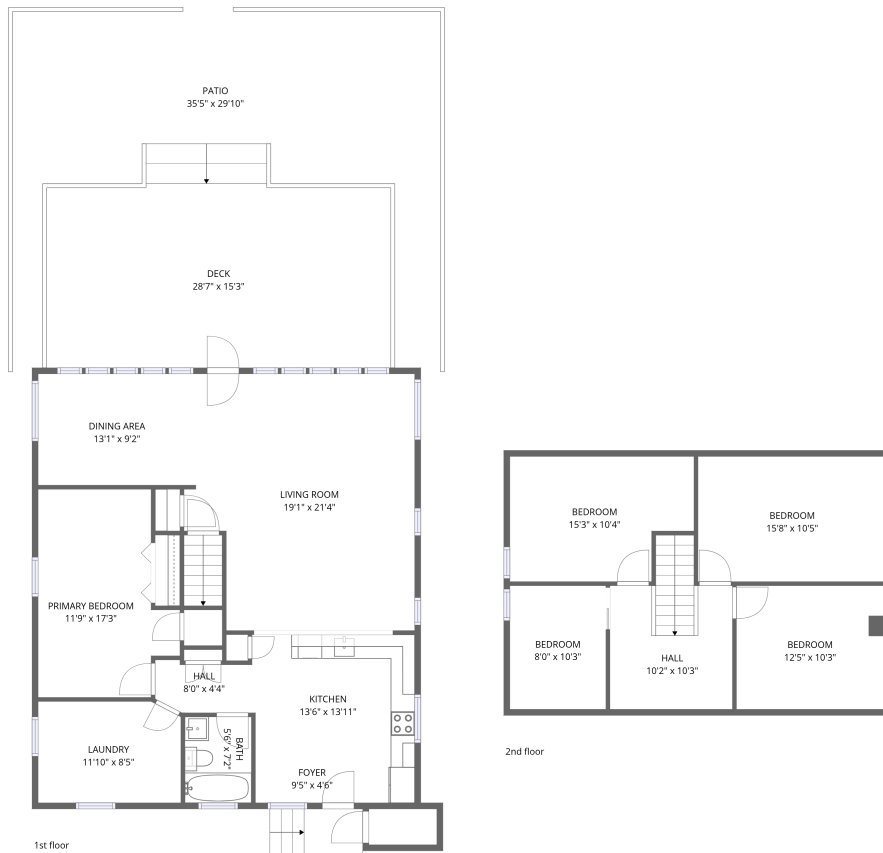 PATIO
35'5" x 29'10"
DECK
28'7" x 15'3"
DINING AREA
13'1" x 9'2"
LIVING ROOM
19'1" x 21'4"
PRIMARY BEDROOM
11'9" x 17'3"
HALL
8'0" x 4'4"
KITCHEN
13'6" x 13'11"
BATH
5'6" x 7'2"
LAUNDRY
11'10" x 8'5"
FOYER
9'5" x 4'6"
1st floor
BEDROOM
15'3" x 10'4"
BEDROOM
15'8" x 10'5"
BEDROOM
8'0" x 10'3"
HALL
10'2" x 10'3"
BEDROOM
12'5" x 10'3"
2nd floor